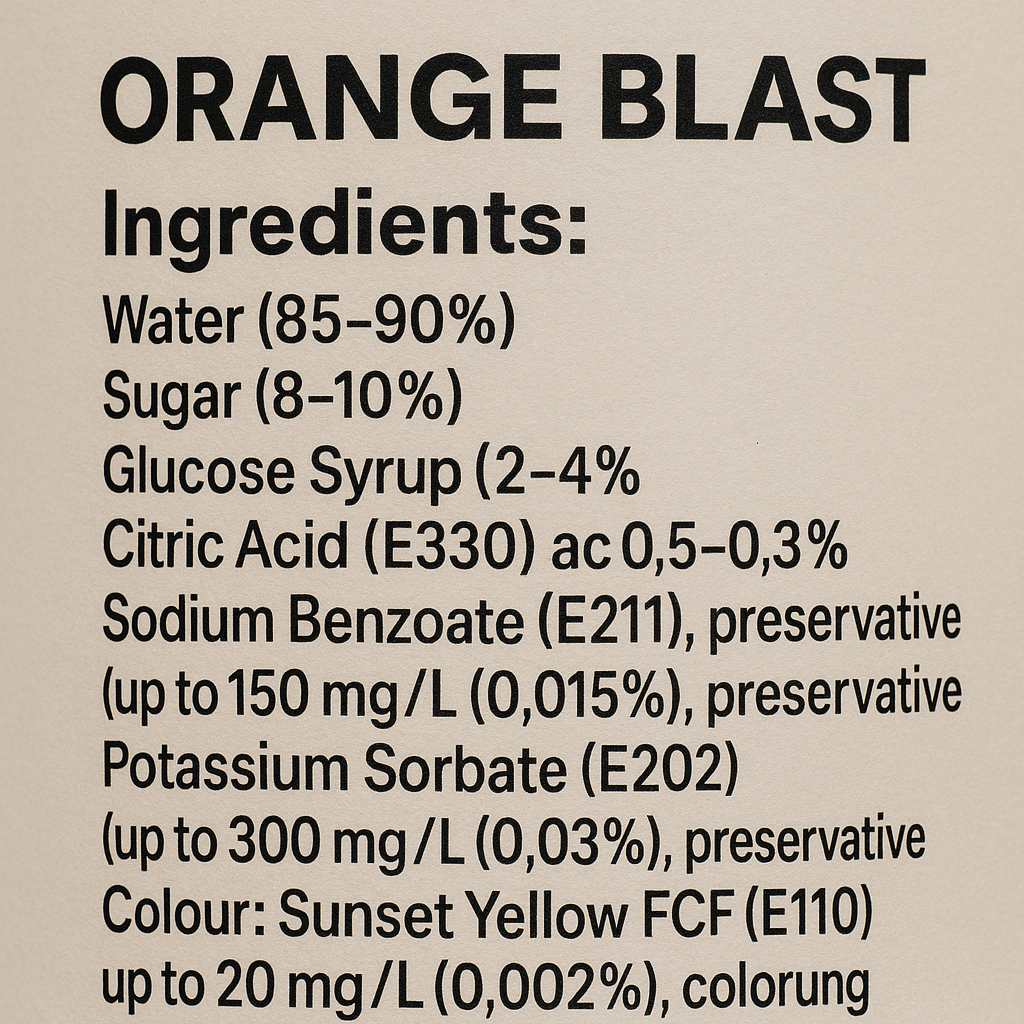 ORANGE BLAST
Ingredients:
Water (85–90%)
Sugar (8–10%)
Glucose Syrup (2–4%
Citric Acid (E330) ac 0,5–0,3%
Sodium Benzoate (E211), preservative
(up to 150 mg/L (0,015%), preservative
Potassium Sorbate (E202)
(up to 300 mg/L (0,03%), preservative
Colour: Sunset Yellow FCF (E110)
up to 20 mg/L (0,002%), colorung